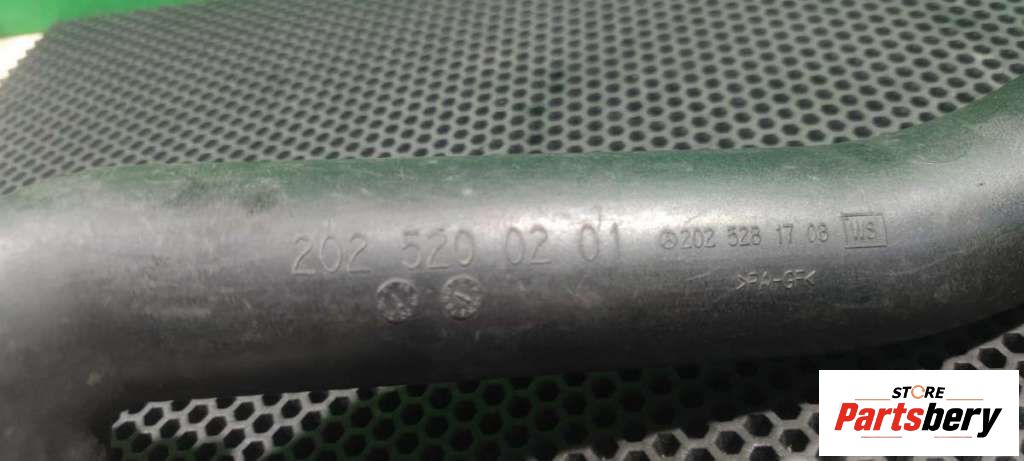 202 520 02 01
202 528 17 08 W.S.
>PA-GF<
STORE
Partsbery